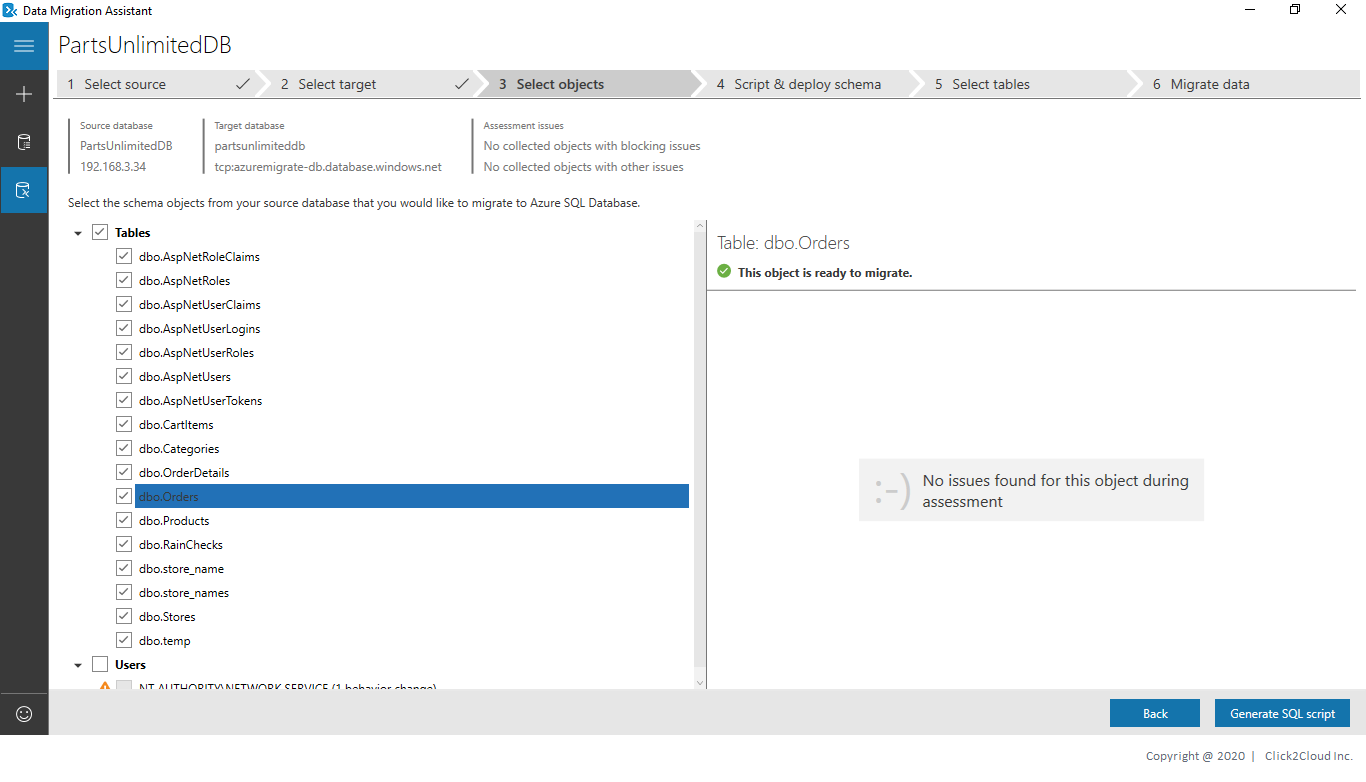 Data Migration Assistant
PartsUnlimitedDB
1 Select source
2 Select target
3 Select objects
4 Script & deploy schema
5 Select tables
6 Migrate data
Source database
PartsUnlimitedDB
192.168.3.34
Target database
partsunlimiteddb
tcp:azuremigrate-db.database.windows.net
Assessment issues
No collected objects with blocking issues
No collected objects with other issues
Select the schema objects from your source database that you would like to migrate to Azure SQL Database.
Tables
dbo.AspNetRoleClaims
dbo.AspNetRoles
dbo.AspNetUserClaims
dbo.AspNetUserLogins
dbo.AspNetUserRoles
dbo.AspNetUsers
dbo.AspNetUserTokens
dbo.CartItems
dbo.Categories
dbo.OrderDetails
dbo.Orders
dbo.Products
dbo.RainChecks
dbo.store_name
dbo.store_names
dbo.Stores
dbo.temp
Users
NT AUTHORITY\NETWORK SERVICE (1 behavior change)
Table: dbo.Orders
This object is ready to migrate.
:-) No issues found for this object during
assessment
Back
Generate SQL script
Copyright @ 2020 | Click2Cloud Inc.